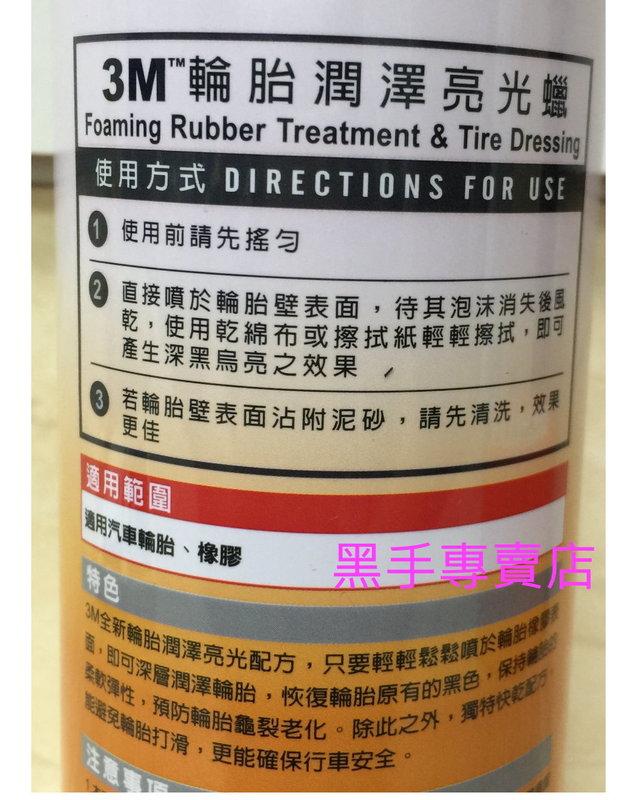 3M™輪胎潤澤亮光蠟
Foaming Rubber Treatment & Tire Dressing
使用方式 DIRECTIONS FOR USE
1 使用前請先搖勻
2 直接噴於輪胎壁表面，待其泡沫消失後風
乾，使用乾綿布或擦拭紙輕輕擦拭，即可
產生深黑烏亮之效果
3 若輪胎壁表面沾附泥砂，請先清洗，效果
更佳
適用範圍
適用汽車輪胎、橡膠
黑手專賣店
特色
3M全新輪胎潤澤亮光配方，只要輕輕鬆鬆噴於輪胎橡膠表
面，即可深層潤澤輪胎，恢復輪胎原有的黑色，保持輪胎的
柔軟彈性，預防輪胎龜裂老化。除此之外，獨特快乾配方，
能避免輪胎打滑，更能確保行車安全。
注意事項